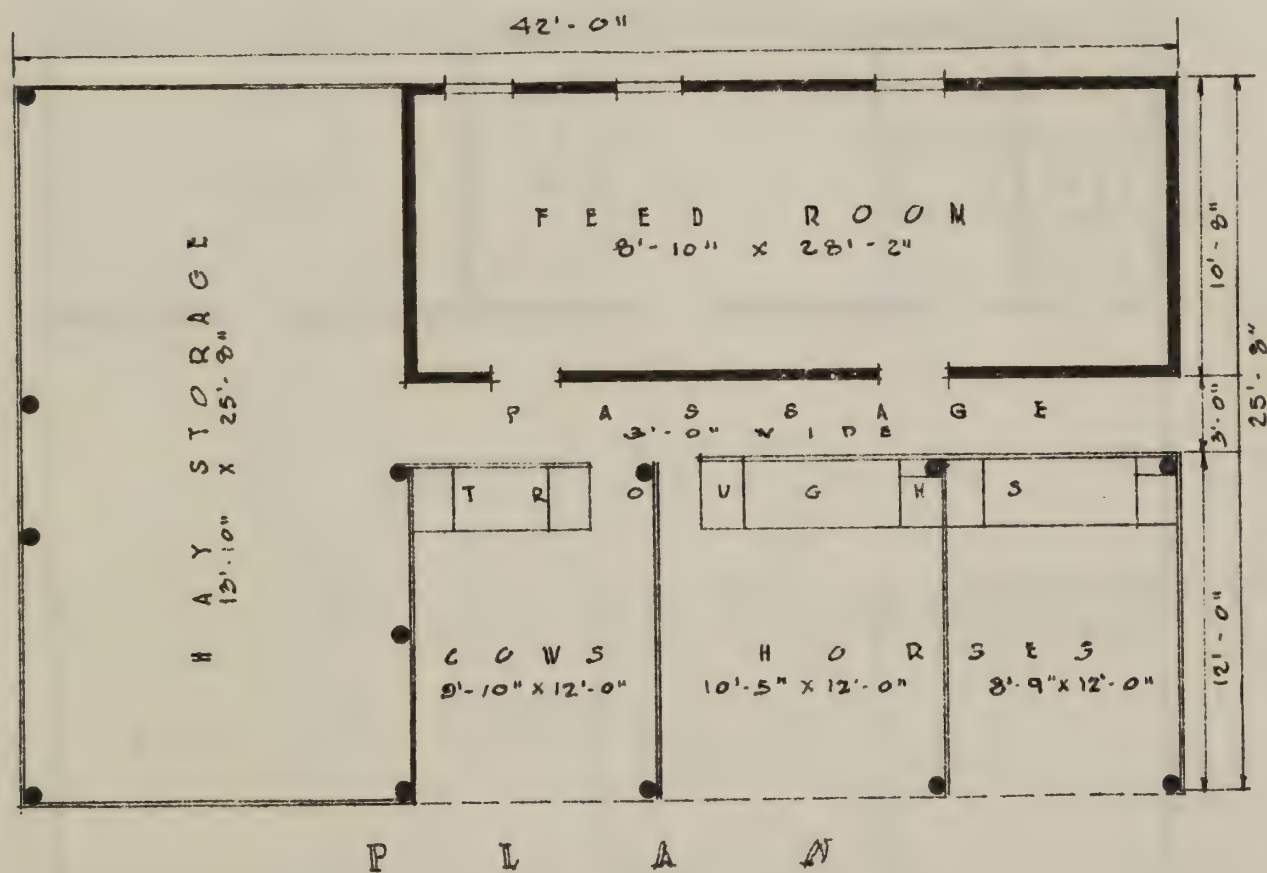 42'-0"
FEED ROOM
8'-10" x 28'-2"
10'-8"
25'-8"
HAY STORAGE
13'-10" X 25'-8"
PASSAGE
3'-0" WIDE
3'-0"
TROUGHS
COWS
9'-10" X 12'-0"
HORSES
10'-5" X 12'-0"
8'-9" X 12'-0"
12'-0"
PLAN